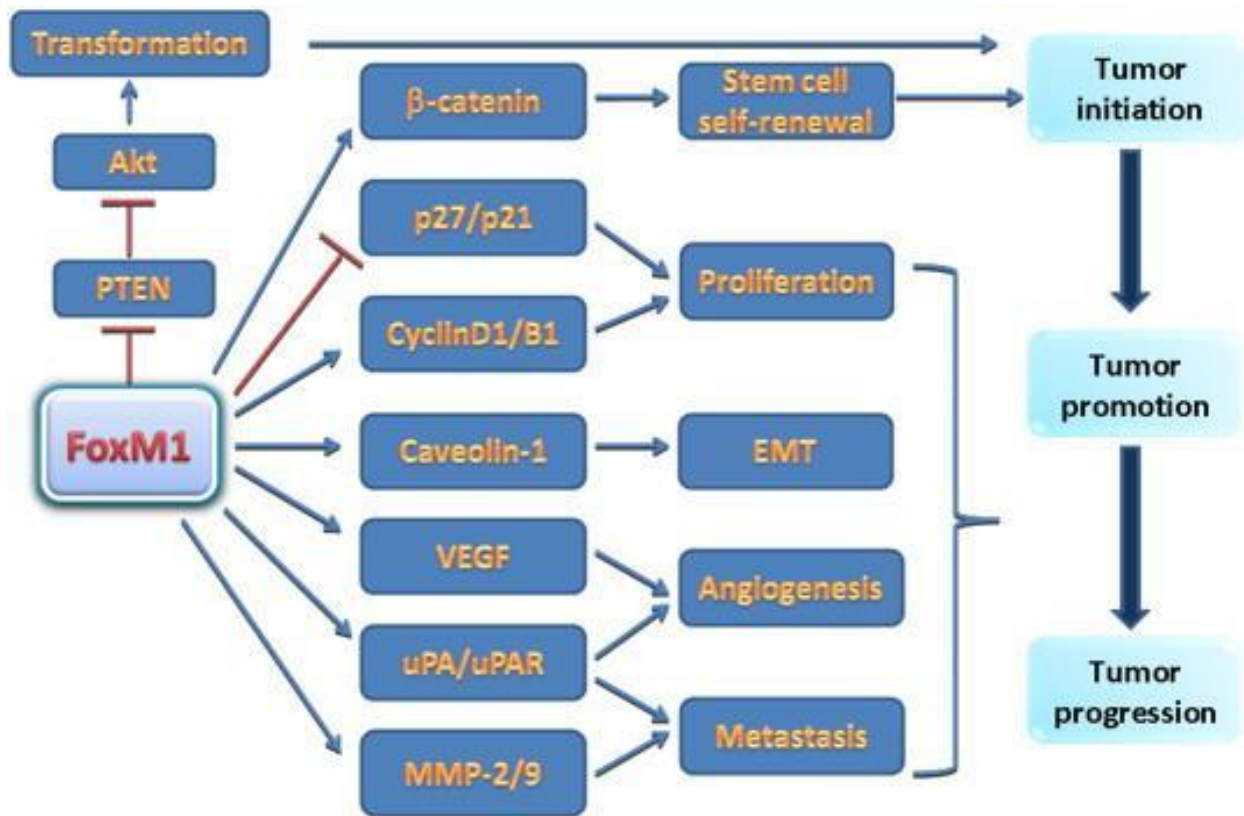 Transformation
Akt
PTEN
FoxM1
β-catenin
Stem cell
self-renewal
p27/p21
CyclinD1/B1
Proliferation
Caveolin-1
EMT
VEGF
Angiogenesis
uPA/uPAR
MMP-2/9
Metastasis
Tumor
initiation
Tumor
promotion
Tumor
progression